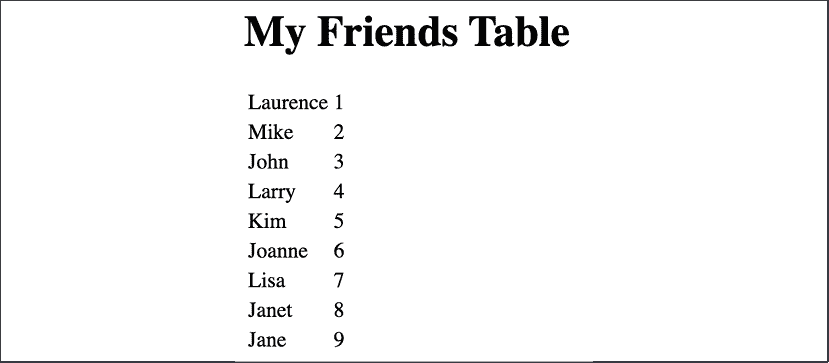 My Friends Table
Laurence 1
Mike 2
John 3
Larry 4
Kim 5
Joanne 6
Lisa 7
Janet 8
Jane 9